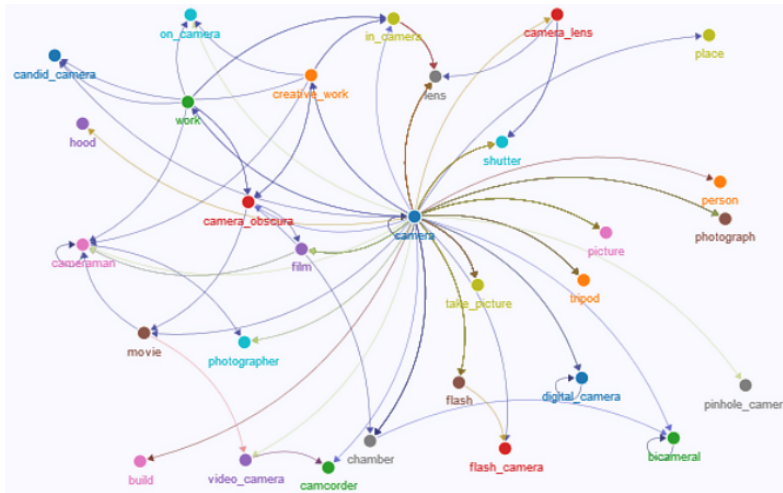 on_camera
in_camera
camera_lens
place
candid_camera
creative_work
lens
work
hood
shutter
person
camera_obscura
photograph
camera
picture
cameraman
film
tripod
take_picture
movie
photographer
flash
digital_camera
pinhole_camer
chamber
bicameral
build
video_camera
flash_camera
camcorder